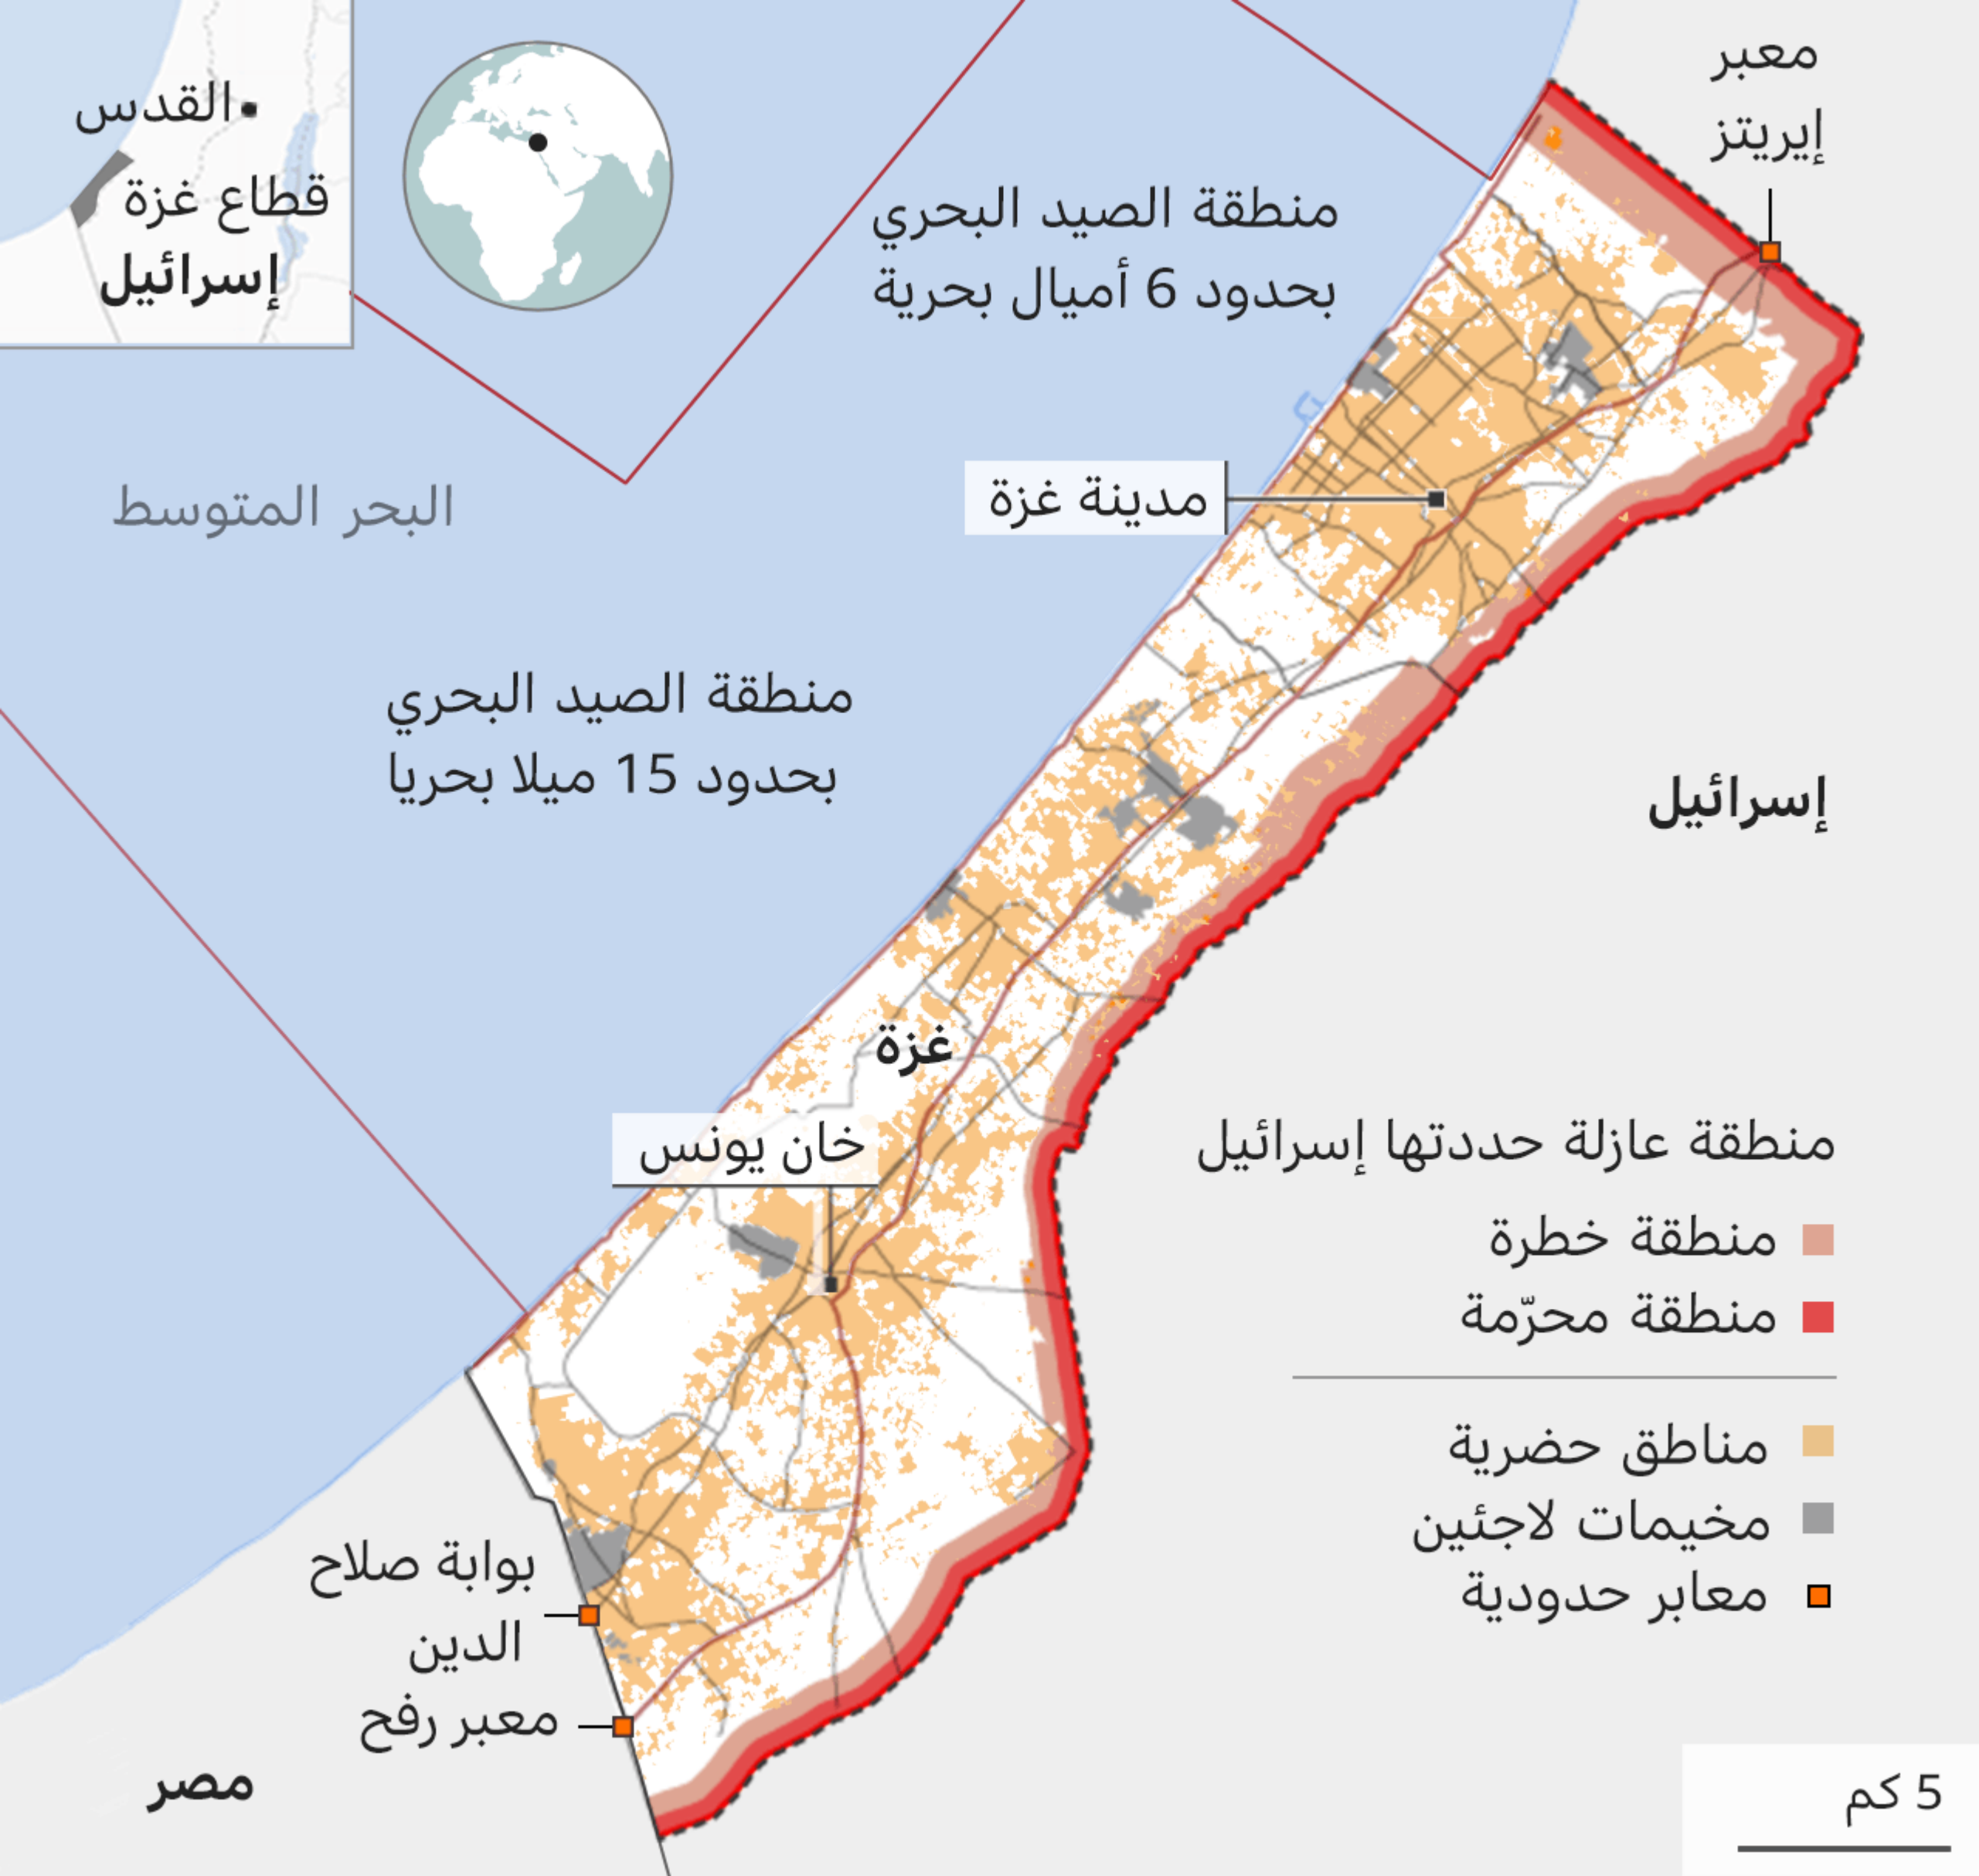 القدس
قطاع غزة
إسرائيل
معبر
إيريتز
منطقة الصيد البحري
بحدود 6 أميال بحرية
مدينة غزة
البحر المتوسط
منطقة الصيد البحري
بحدود 15 ميلا بحريا
إسرائيل
غزة
خان يونس
منطقة عازلة حددتها إسرائيل
منطقة خطرة
منطقة محرّمة
مناطق حضرية
مخيمات لاجئين
معابر حدودية
بوابة صلاح
الدين
معبر رفح
مصر
5 كم